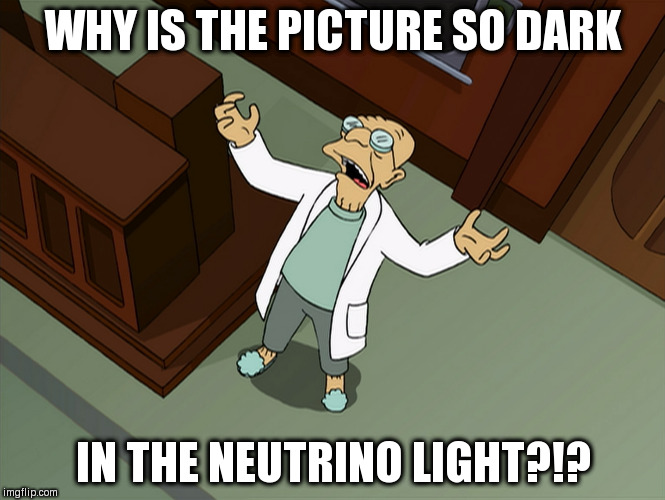 WHY IS THE PICTURE SO DARK
IN THE NEUTRINO LIGHT?!?
imgflip.com